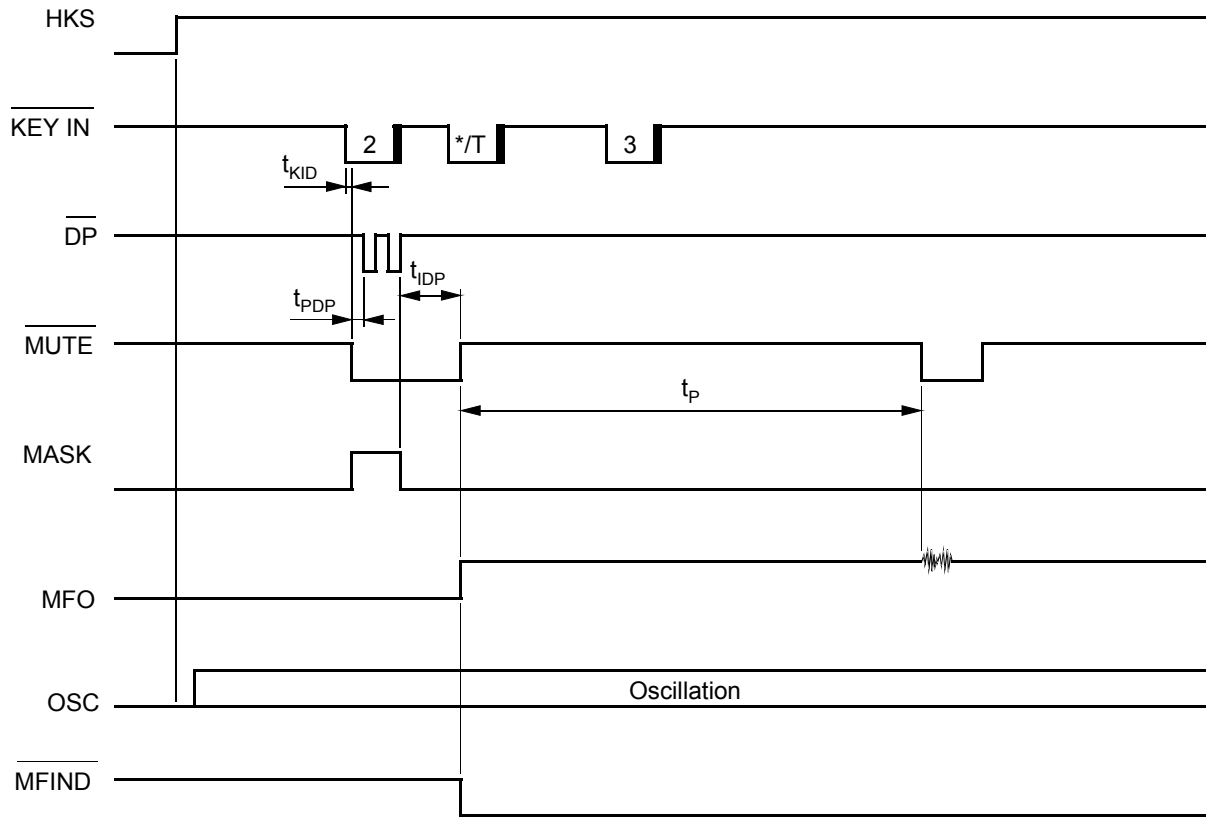 HKS
KEY IN
2
*/T
3
tKID
DP
tIDP
tPDP
MUTE
tP
MASK
MFO
Oscillation
OSC
MFIND